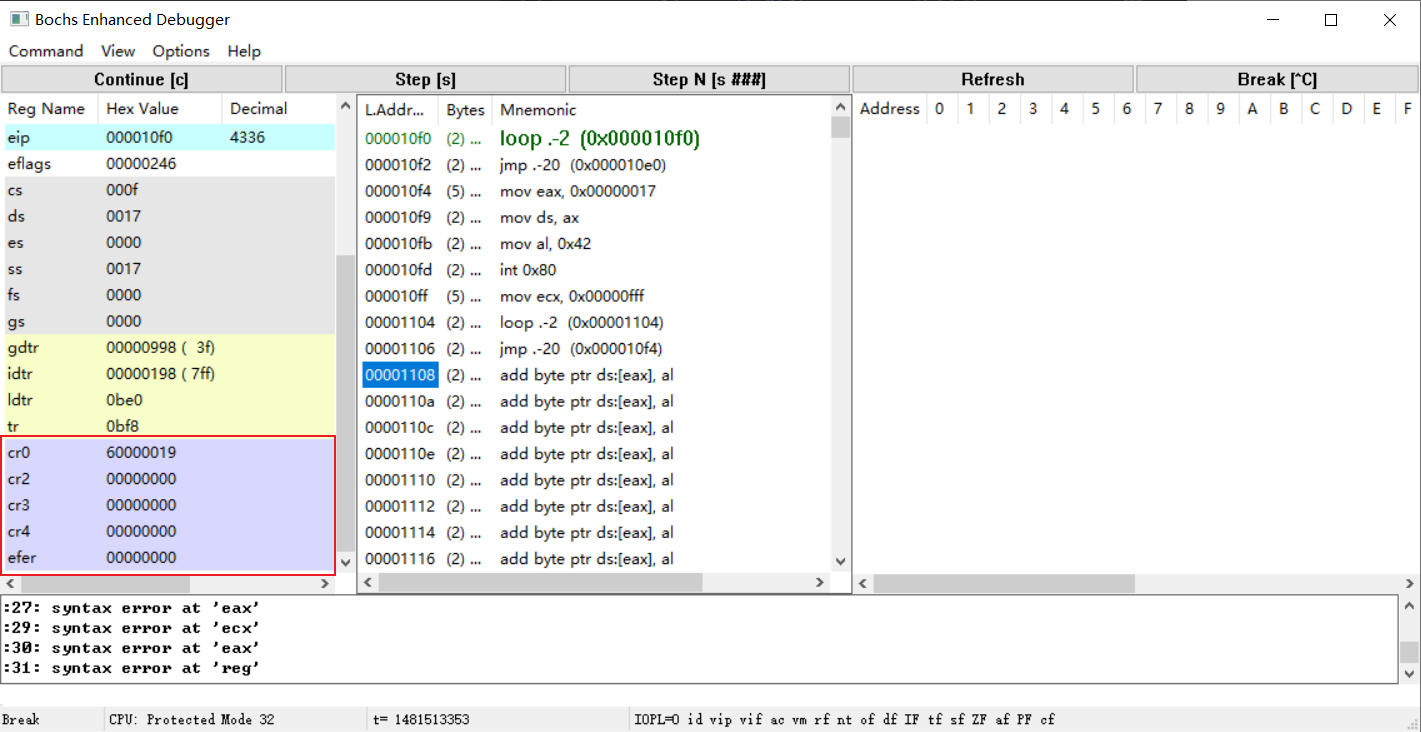 Bochs Enhanced Debugger
Command View Options Help
Continue [c] Step [s] Step N [s ###] Refresh Break [^C]
Reg Name Hex Value Decimal
eip 000010f0 4336
eflags 00000246
cs 000f
ds 0017
es 0000
ss 0017
fs 0000
gs 0000
gdtr 00000998 ( 3f)
idtr 00000198 ( 7ff)
ldtr 0be0
tr 0bf8
cr0 60000019
cr2 00000000
cr3 00000000
cr4 00000000
efer 00000000
L.Addr... Bytes Mnemonic
000010f0 (2) ... loop .-2 (0x000010f0)
000010f2 (2) ... jmp .-20 (0x000010e0)
000010f4 (5) ... mov eax, 0x00000017
000010f9 (2) ... mov ds, ax
000010fb (2) ... mov al, 0x42
000010fd (2) ... int 0x80
000010ff (5) ... mov ecx, 0x00000fff
00001104 (2) ... loop .-2 (0x00001104)
00001106 (2) ... jmp .-20 (0x000010f4)
00001108 (2) ... add byte ptr ds:[eax], al
0000110a (2) ... add byte ptr ds:[eax], al
0000110c (2) ... add byte ptr ds:[eax], al
0000110e (2) ... add byte ptr ds:[eax], al
00001110 (2) ... add byte ptr ds:[eax], al
00001112 (2) ... add byte ptr ds:[eax], al
00001114 (2) ... add byte ptr ds:[eax], al
00001116 (2) ... add byte ptr ds:[eax], al
Address 0 1 2 3 4 5 6 7 8 9 A B C D E F
:27: syntax error at 'eax'
:29: syntax error at 'ecx'
:30: syntax error at 'eax'
:31: syntax error at 'reg'
Break CPU: Protected Mode 32 t= 1481513353 IOPL=0 id vip vif ac vm rf nt of df IF tf sf ZF af PF cf